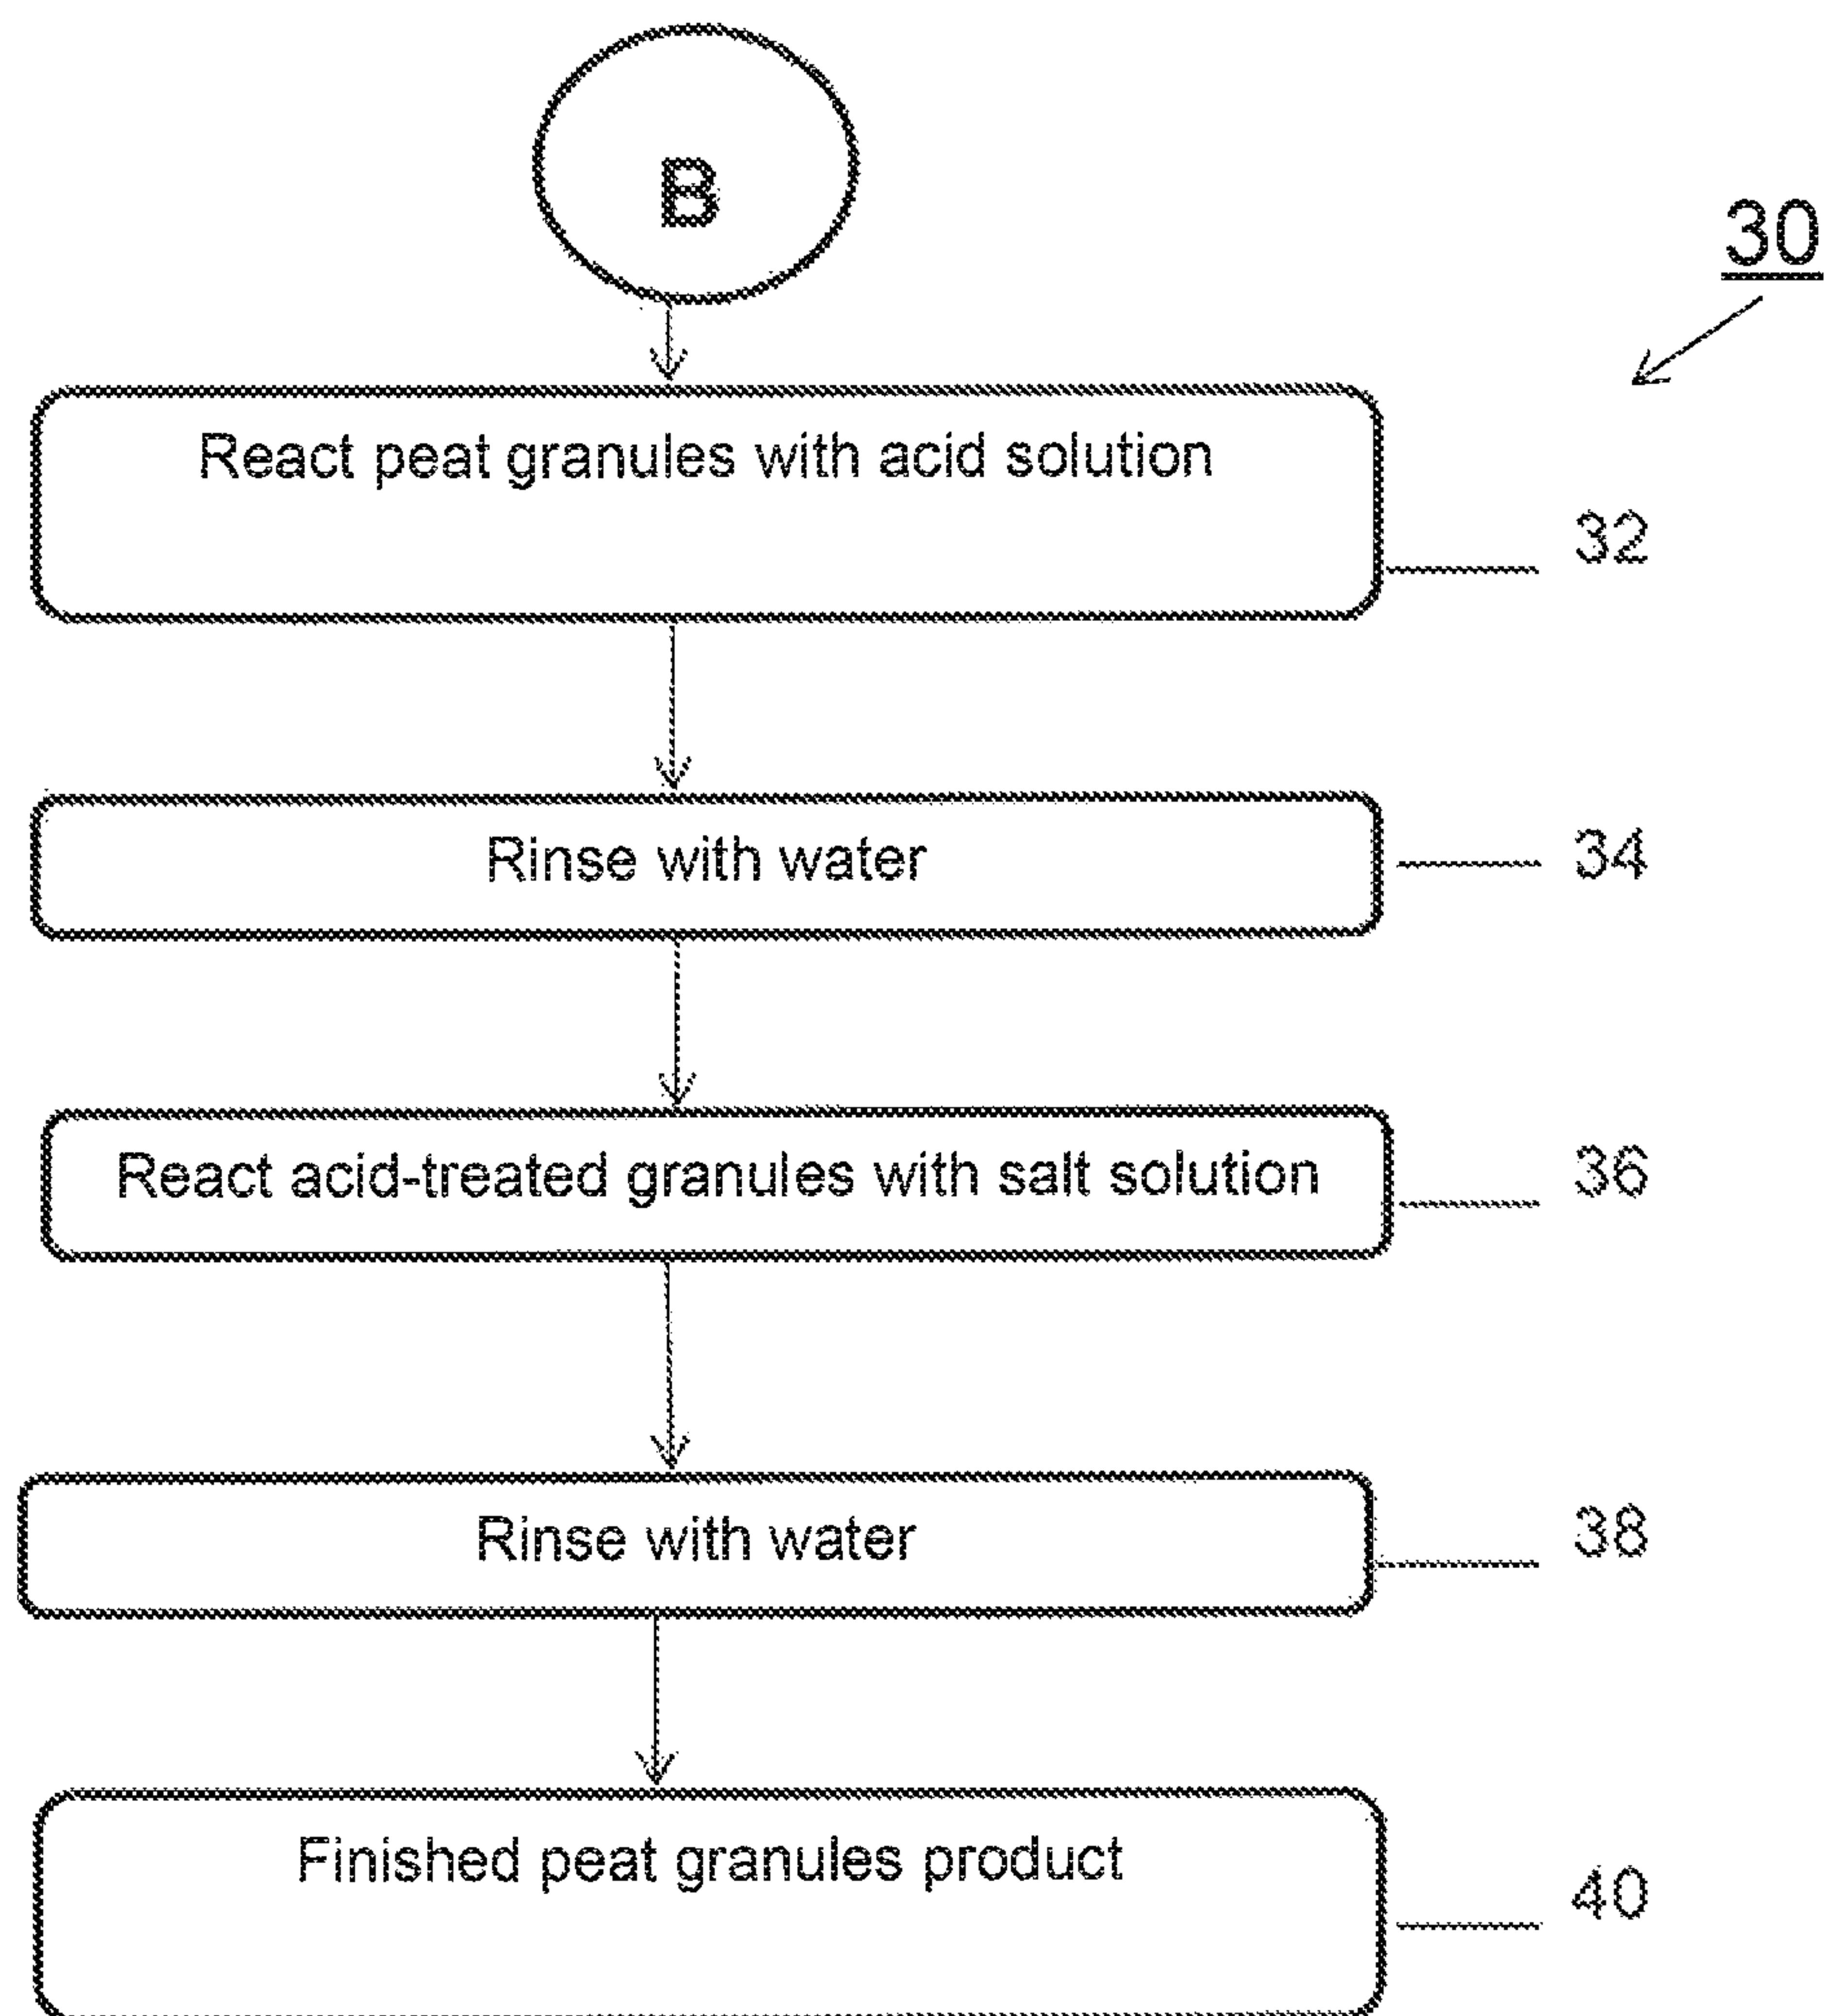 B
30
React peat granules with acid solution
32
Rinse with water
34
React acid-treated granules with salt solution
36
Rinse with water
38
Finished peat granules product
40